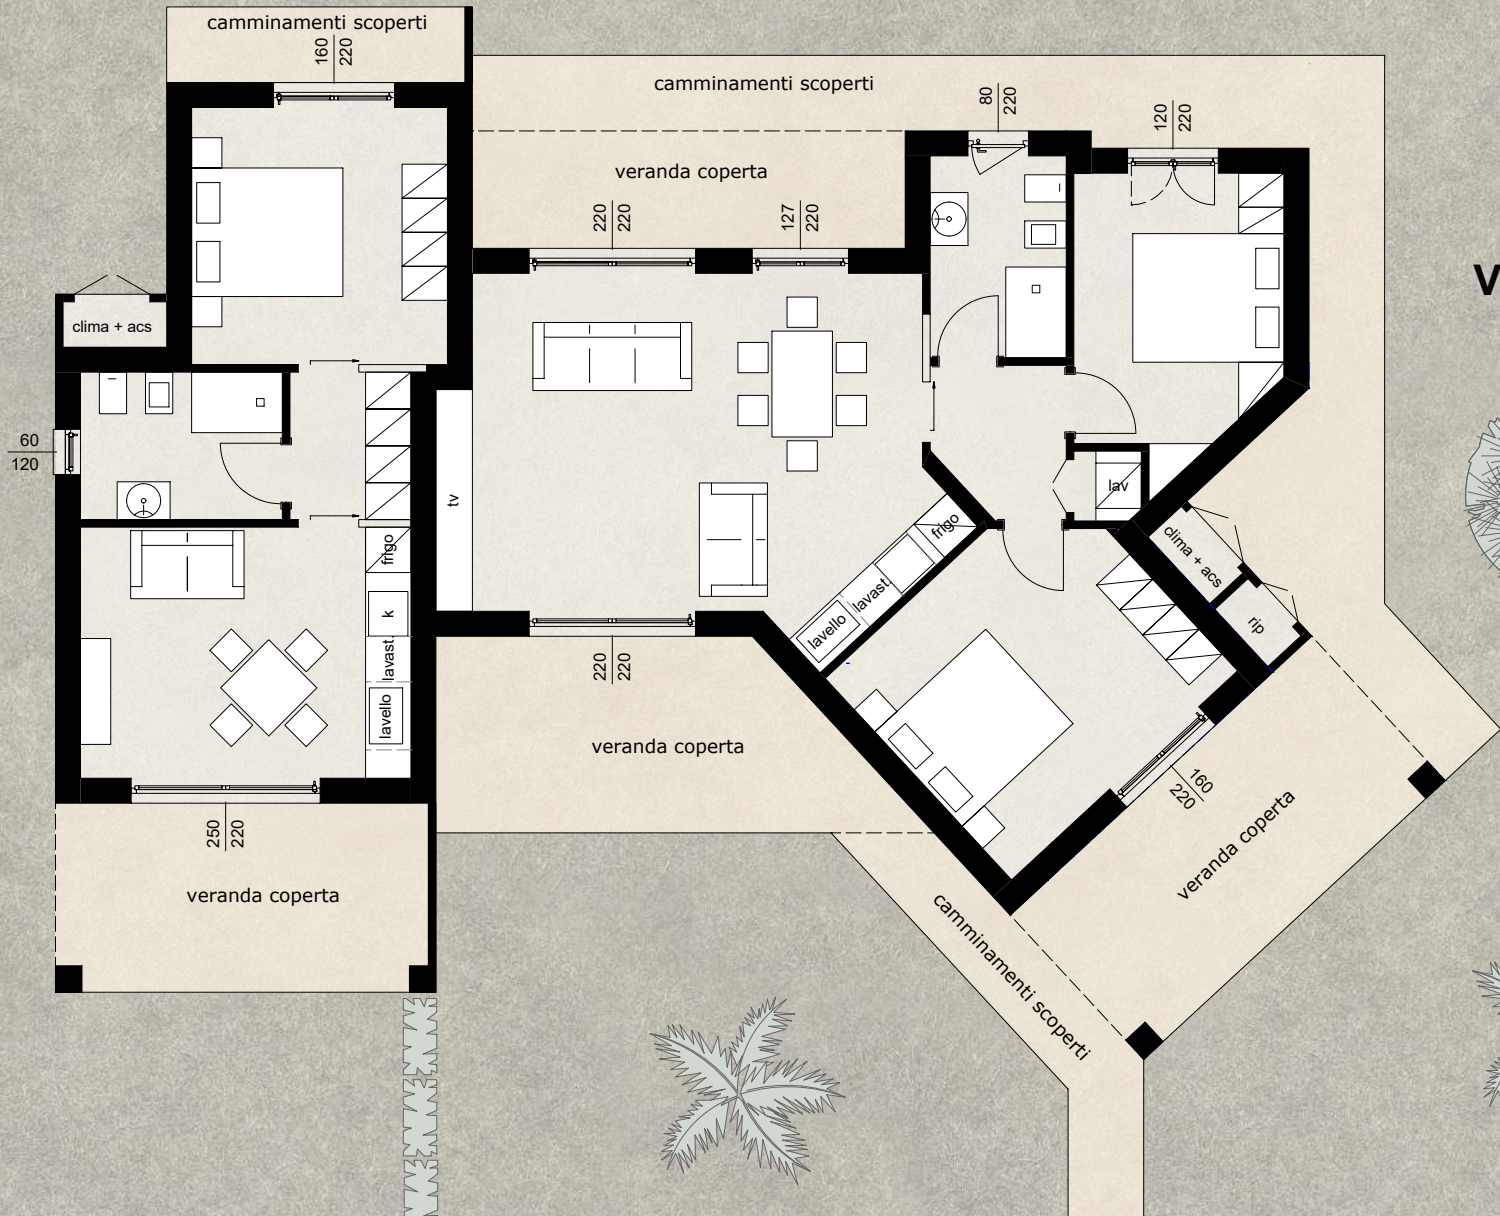 camminamenti scoperti
160
220
camminamenti scoperti
80
220
120
220
veranda coperta
220
220
127
220
V
clima + acs
60
120
tv
lav
frigo
frigo
clima + acs
k
lavast.
lavast.
lavello
lavello
rip
220
220
veranda coperta
160
220
250
220
veranda coperta
veranda coperta
camminamenti scoperti